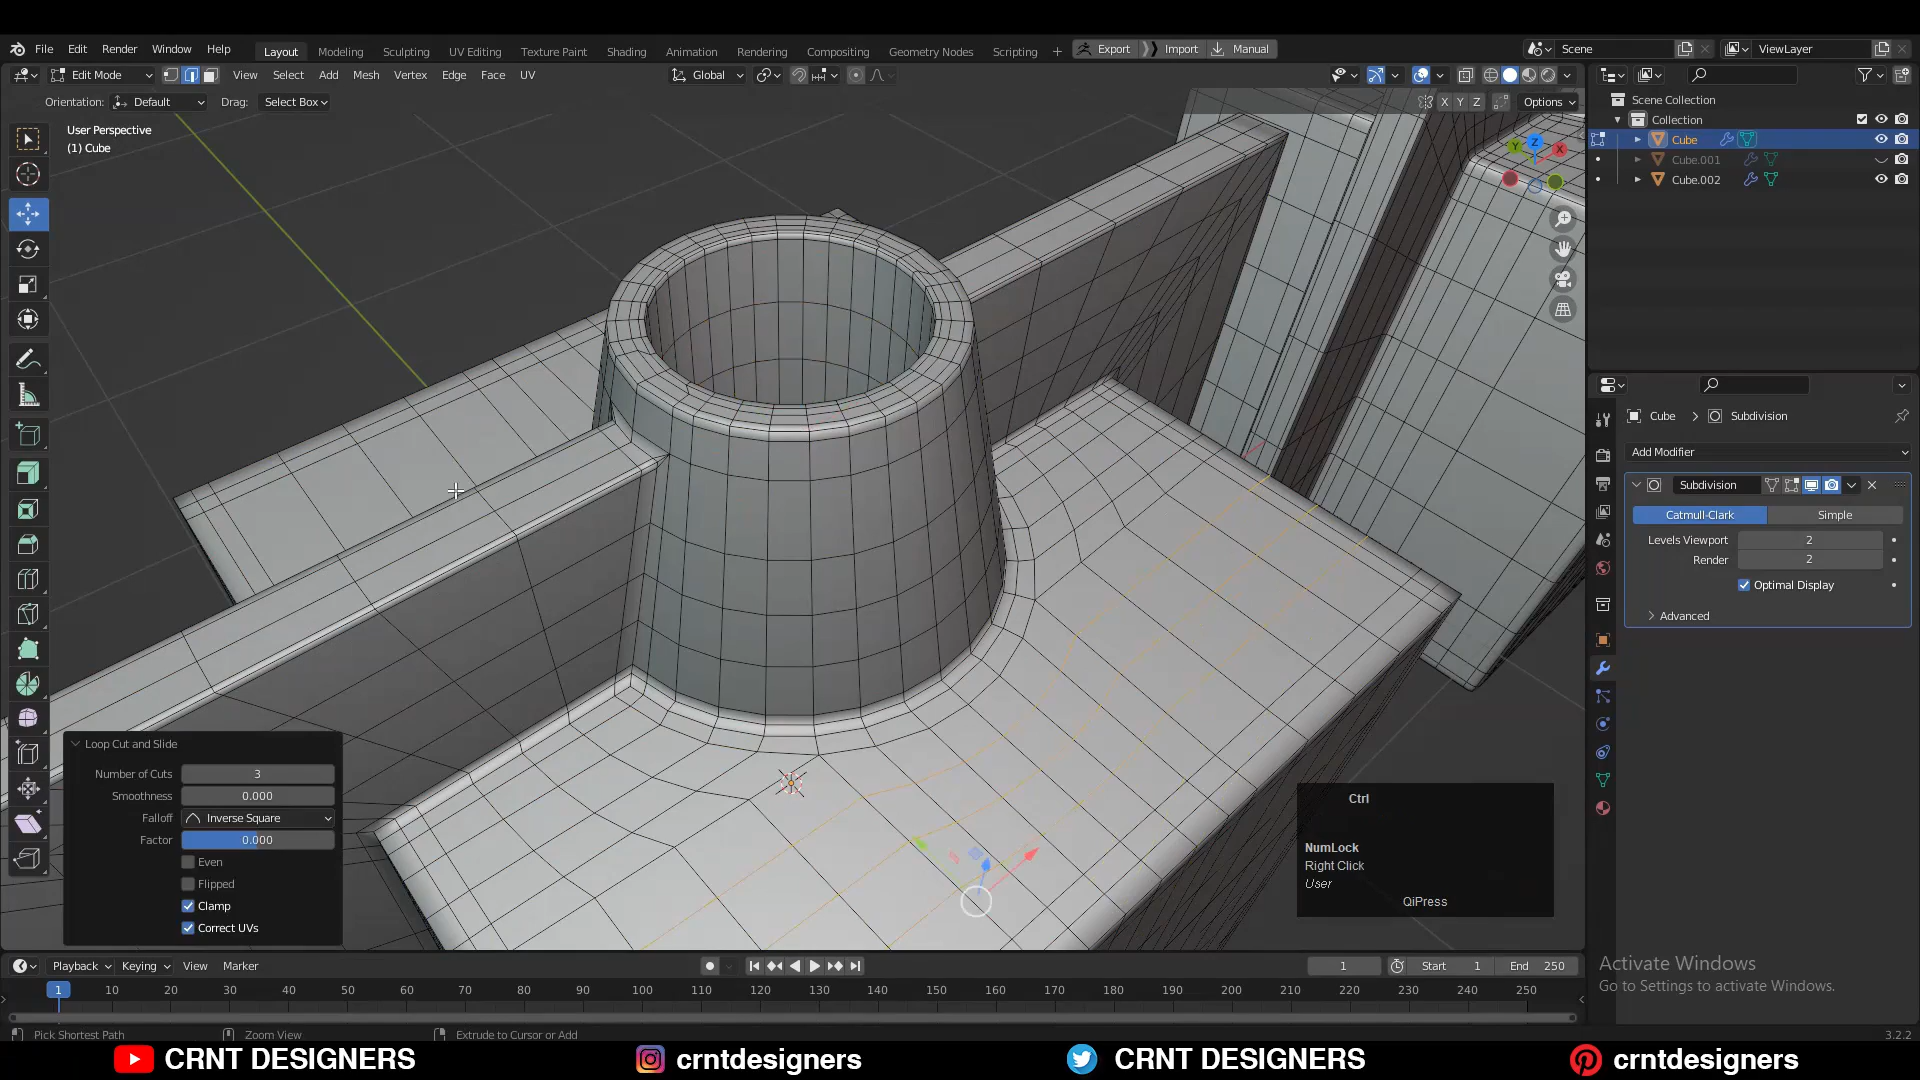 File Edit Render Window Help
Layout Modeling Sculpting UV Editing Texture Paint Shading Animation Rendering Compositing Geometry Nodes Scripting +
Export Import Manual
Scene
ViewLayer
Edit Mode
View Select Add Mesh Vertex Edge Face UV
Global
Orientation: Default Drag: Select Box
X Y Z Options
User Perspective
(1) Cube
Z
Y
X
Scene Collection
Collection
Cube
Cube.001
Cube.002
Cube > Subdivision
Add Modifier
Subdivision
Catmull-Clark Simple
Levels Viewport 2
Render 2
Optimal Display
Advanced
Loop Cut and Slide
Number of Cuts 3
Smoothness 0.000
Falloff Inverse Square
Factor 0.000
Even
Flipped
Clamp
Correct UVs
Ctrl
NumLock
Right Click
User
QiPress
Playback Keying View Marker
1 Start 1 End 250
1 10 20 30 40 50 60 70 80 90 100 110 120 130 140 150 160 170 180 190 200 210 220 230 240 250
Activate Windows
Go to Settings to activate Windows.
Pick Shortest Path Zoom View Extrude to Cursor or Add
3.2.2
CRNT DESIGNERS crntdesigners CRNT DESIGNERS crntdesigners